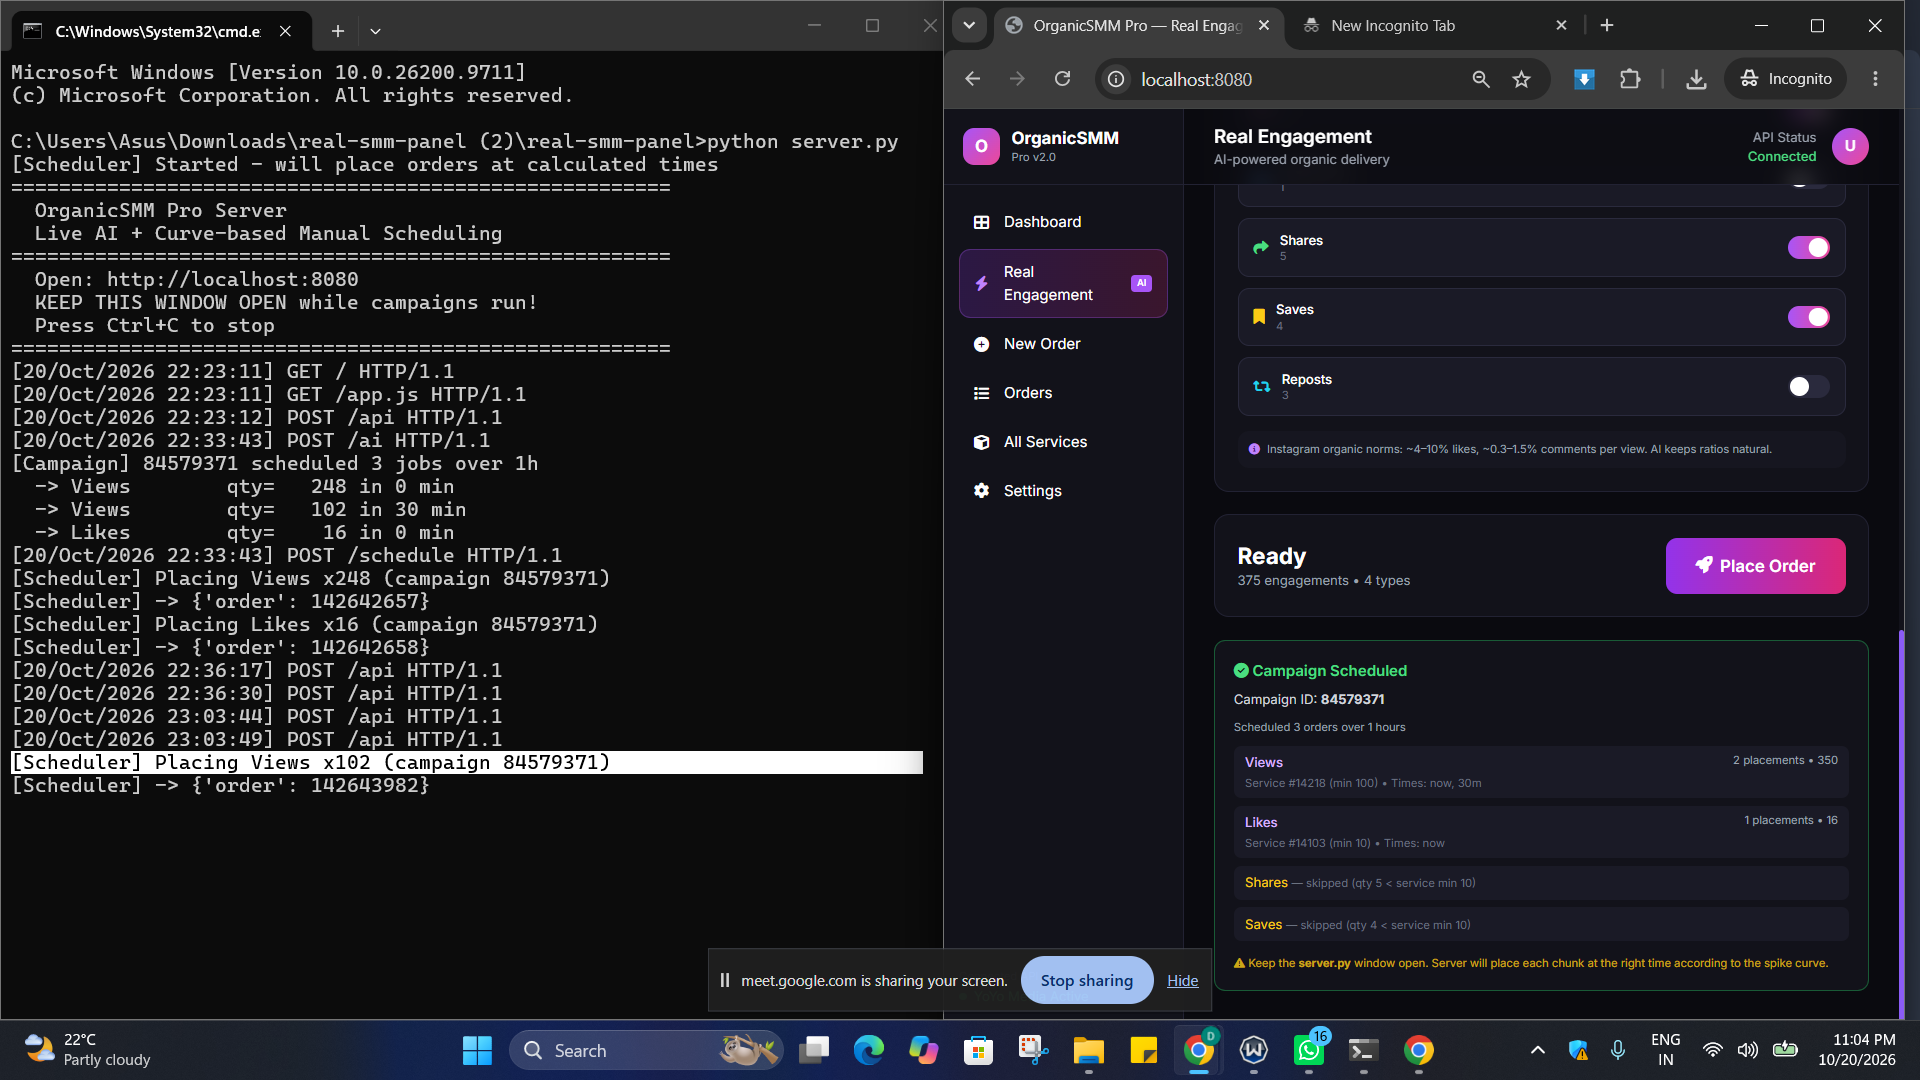 C:\Windows\System32\cmd.e
Microsoft Windows [Version 10.0.26200.9711]
(c) Microsoft Corporation. All rights reserved.
C:\Users\Asus\Downloads\real-smm-panel (2)\real-smm-panel>python server.py
[Scheduler] Started - will place orders at calculated times
=======================================================
OrganicSMM Pro Server
Live AI + Curve-based Manual Scheduling
=======================================================
Open: http://localhost:8080
KEEP THIS WINDOW OPEN while campaigns run!
Press Ctrl+C to stop
=======================================================
[20/Oct/2026 22:23:11] GET / HTTP/1.1
[20/Oct/2026 22:23:11] GET /app.js HTTP/1.1
[20/Oct/2026 22:23:12] POST /api HTTP/1.1
[20/Oct/2026 22:33:43] POST /ai HTTP/1.1
[Campaign] 84579371 scheduled 3 jobs over 1h
-> Views qty= 248 in 0 min
-> Views qty= 102 in 30 min
-> Likes qty= 16 in 0 min
[20/Oct/2026 22:33:43] POST /schedule HTTP/1.1
[Scheduler] Placing Views x248 (campaign 84579371)
[Scheduler] -> {'order': 142642657}
[Scheduler] Placing Likes x16 (campaign 84579371)
[Scheduler] -> {'order': 142642658}
[20/Oct/2026 22:36:17] POST /api HTTP/1.1
[20/Oct/2026 22:36:30] POST /api HTTP/1.1
[20/Oct/2026 23:03:44] POST /api HTTP/1.1
[20/Oct/2026 23:03:49] POST /api HTTP/1.1
[Scheduler] Placing Views x102 (campaign 84579371)
[Scheduler] -> {'order': 142643982}
OrganicSMM Pro — Real Engag
New Incognito Tab
localhost:8080
Incognito
O
OrganicSMM
Pro v2.0
Dashboard
Real
Engagement
AI
New Order
Orders
All Services
Settings
Real Engagement
AI-powered organic delivery
API Status
Connected
U
Shares
5
Saves
4
Reposts
3
Instagram organic norms: ~4–10% likes, ~0.3–1.5% comments per view. AI keeps ratios natural.
Ready
375 engagements • 4 types
Place Order
Campaign Scheduled
Campaign ID: 84579371
Scheduled 3 orders over 1 hours
Views
2 placements • 350
Service #14218 (min 100) • Times: now, 30m
Likes
1 placements • 16
Service #14103 (min 10) • Times: now
Shares — skipped (qty 5 < service min 10)
Saves — skipped (qty 4 < service min 10)
Keep the server.py window open. Server will place each chunk at the right time according to the spike curve.
meet.google.com is sharing your screen.
Stop sharing
Hide
22°C
Partly cloudy
Search
D
16
ENG
IN
11:04 PM
10/20/2026